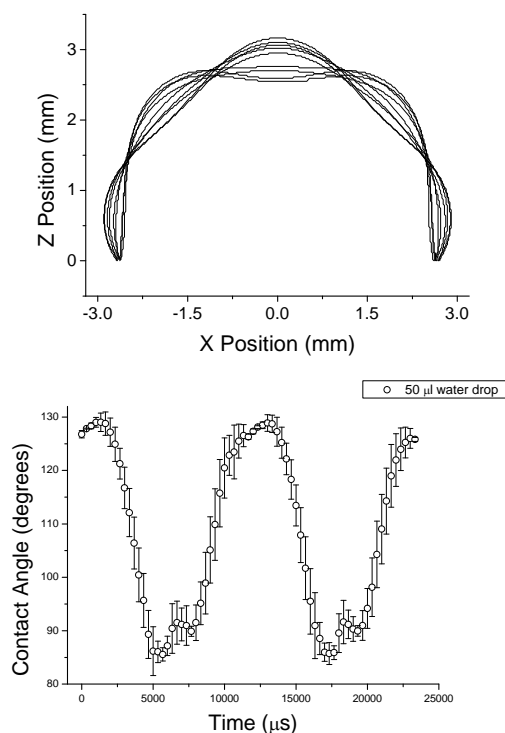 3
2
1
0
Z Position (mm)
-3.0 -1.5 0.0 1.5 3.0
X Position (mm)
50 μl water drop
130
120
110
100
90
80
Contact Angle (degrees)
0 5000 10000 15000 20000 25000
Time (μs)